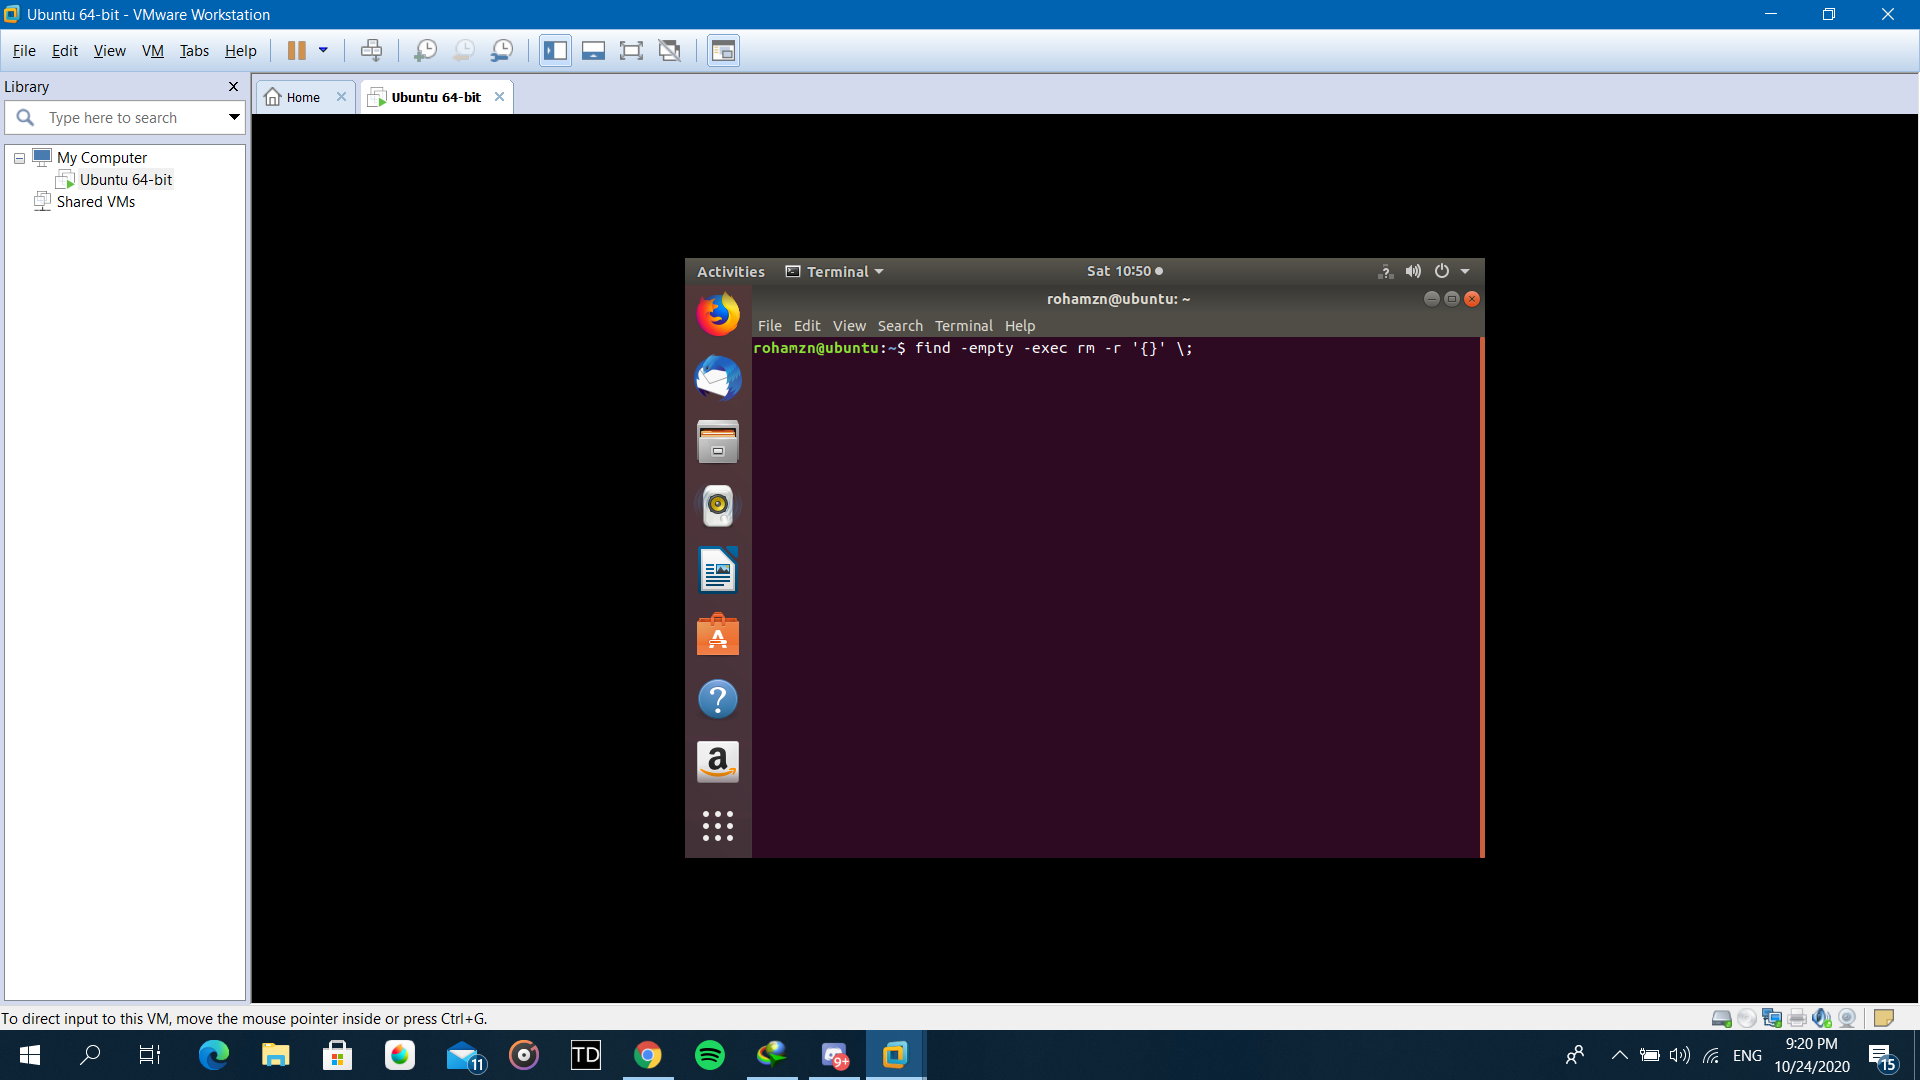 Ubuntu 64-bit - VMware Workstation
File Edit View VM Tabs Help
Library
Type here to search
My Computer
Ubuntu 64-bit
Shared VMs
Home
Ubuntu 64-bit
Activities Terminal Sat 10:50
rohamzn@ubuntu: ~
File Edit View Search Terminal Help
rohamzn@ubuntu:~$ find -empty -exec rm -r '{}' \;
To direct input to this VM, move the mouse pointer inside or press Ctrl+G.
11
TD
9+
ENG
9:20 PM
10/24/2020
15